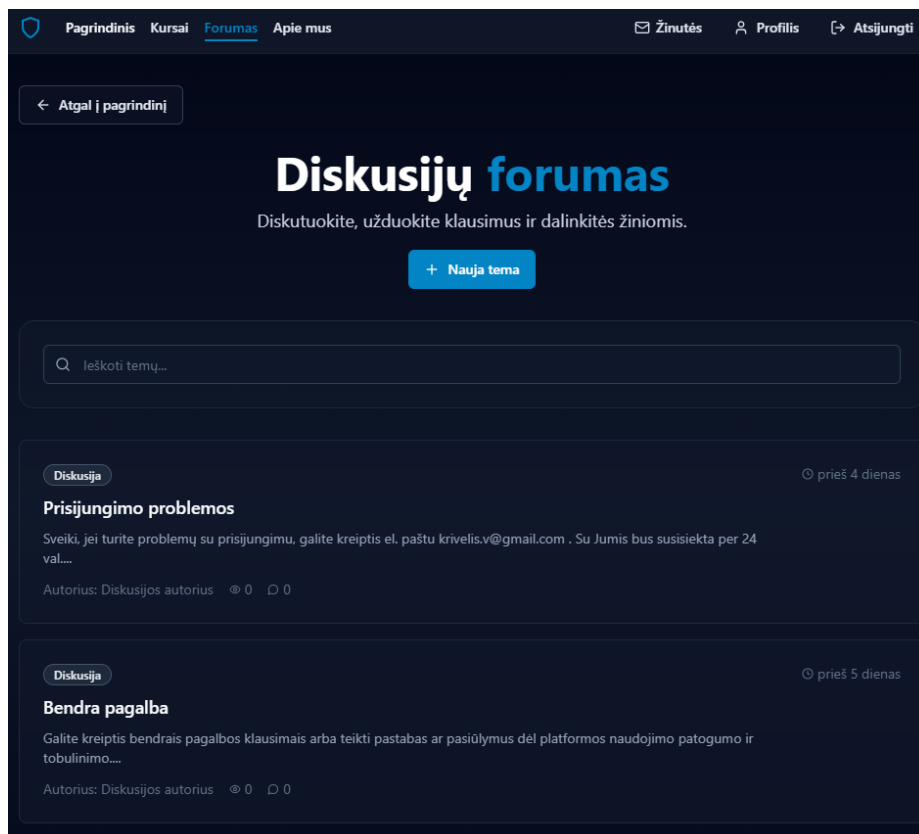 Pagrindinis Kursai Forumas Apie mus Žinutės Profilis Atsijungti
Atgal į pagrindinį
Diskusijų forumas
Diskutuokite, užduokite klausimus ir dalinkitės žiniomis.
+ Nauja tema
Ieškoti temų...
Diskusija prieš 4 dienas
Prisijungimo problemos
Sveiki, jei turite problemų su prisijungimu, galite kreiptis el. paštu krivelis.v@gmail.com . Su Jumis bus susisiekta per 24
val....
Autorius: Diskusijos autorius 0 0
Diskusija prieš 5 dienas
Bendra pagalba
Galite kreiptis bendrais pagalbos klausimais arba teikti pastabas ar pasiūlymus dėl platformos naudojimo patogumo ir
tobulinimo....
Autorius: Diskusijos autorius 0 0